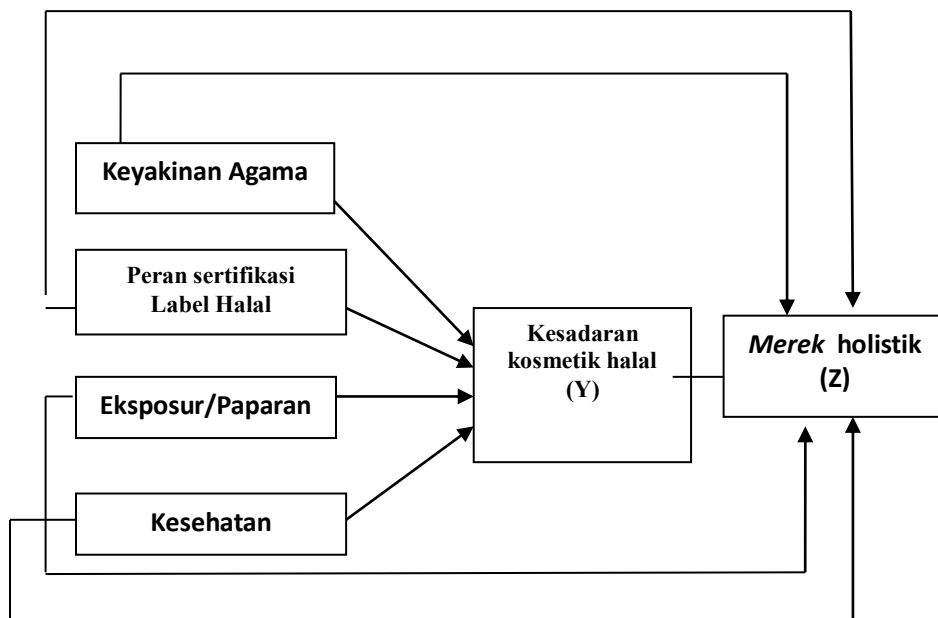 Keyakinan Agama
Peran sertifikasi
Label Halal
Eksposur/Paparan
Kesehatan
Kesadaran
kosmetik halal
(Y)
Merek holistik
(Z)